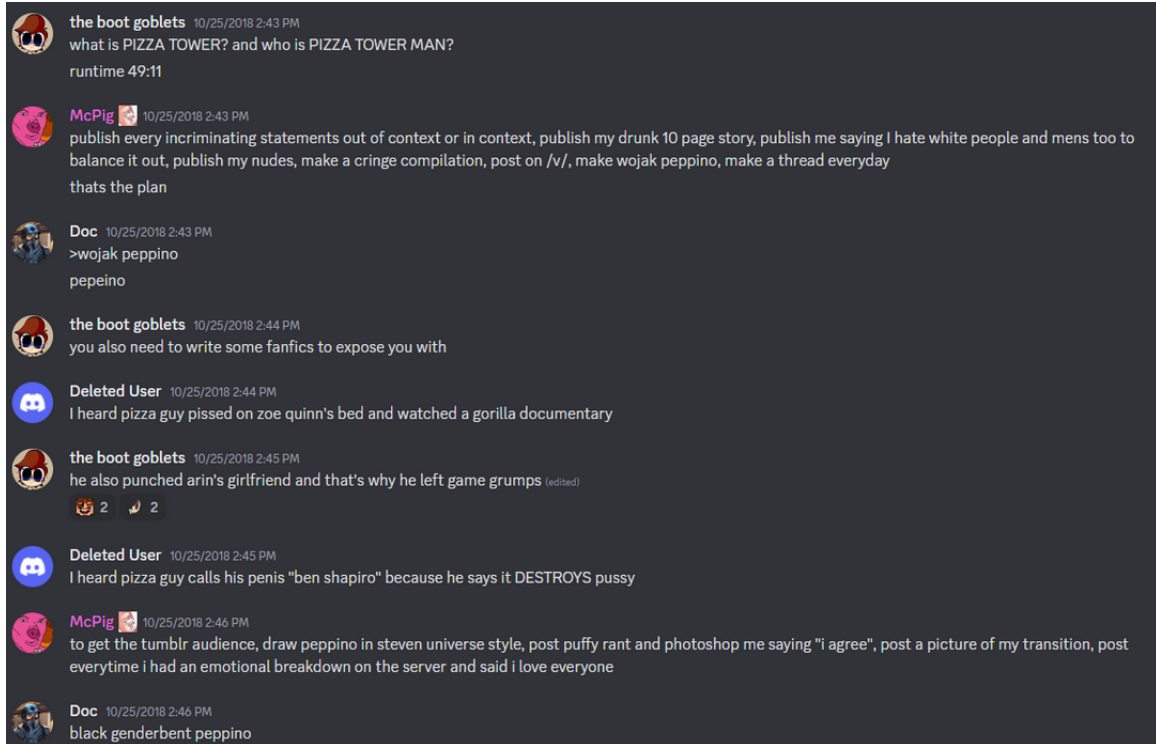 the boot goblets 10/25/2018 2:43 PM
what is PIZZA TOWER? and who is PIZZA TOWER MAN?
runtime 49:11
McPig 10/25/2018 2:43 PM
publish every incriminating statements out of context or in context, publish my drunk 10 page story, publish me saying I hate white people and mens too to
balance it out, publish my nudes, make a cringe compilation, post on /v/, make wojak peppino, make a thread everyday
thats the plan
Doc 10/25/2018 2:43 PM
>wojak peppino
pepeino
the boot goblets 10/25/2018 2:44 PM
you also need to write some fanfics to expose you with
Deleted User 10/25/2018 2:44 PM
I heard pizza guy pissed on zoe quinn's bed and watched a gorilla documentary
the boot goblets 10/25/2018 2:45 PM
he also punched arin's girlfriend and that's why he left game grumps (edited)
2 2
Deleted User 10/25/2018 2:45 PM
I heard pizza guy calls his penis "ben shapiro" because he says it DESTROYS pussy
McPig 10/25/2018 2:46 PM
to get the tumblr audience, draw peppino in steven universe style, post puffy rant and photoshop me saying "i agree", post a picture of my transition, post
everytime i had an emotional breakdown on the server and said i love everyone
Doc 10/25/2018 2:46 PM
black genderbent peppino